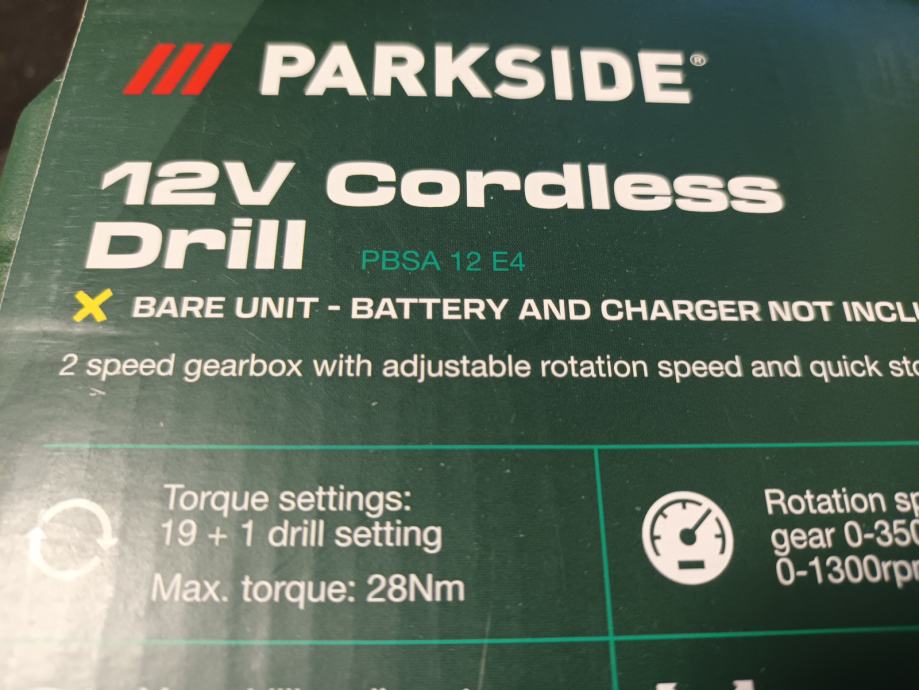 PARKSIDE®
12V Cordless
Drill PBSA 12 E4
BARE UNIT - BATTERY AND CHARGER NOT
2 speed gearbox with adjustable rotation speed and quick
Torque settings:
19 + 1 drill setting
Max. torque: 28Nm
Rotation
gear
0-1300rpm